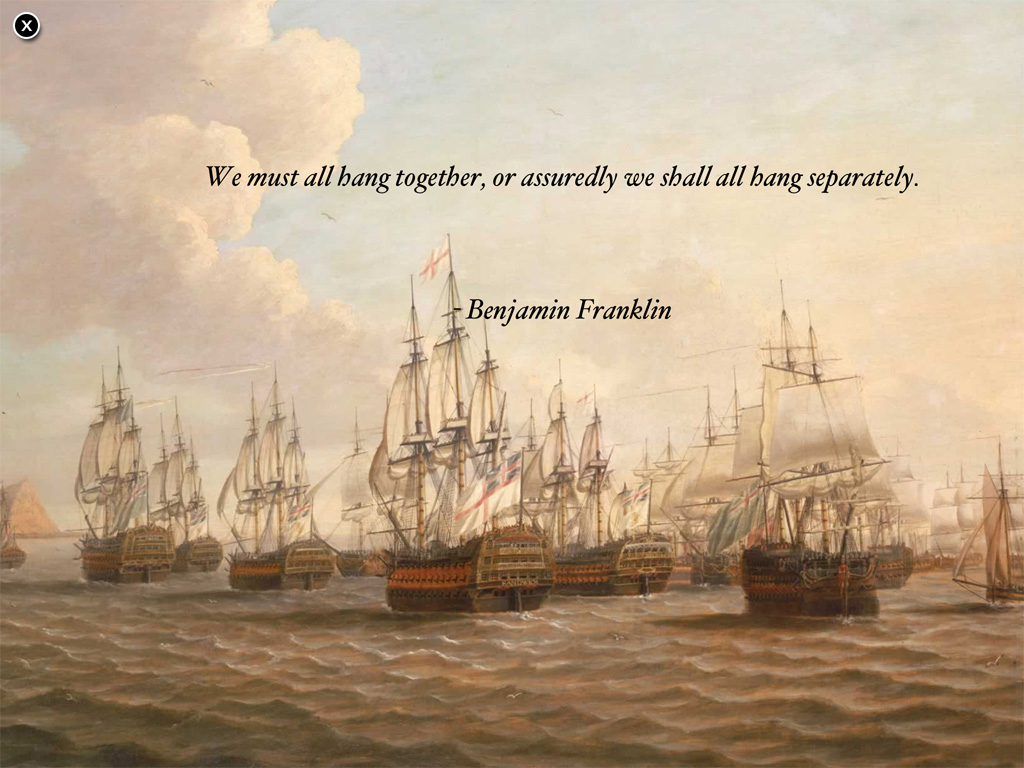 X
We must all hang together, or assuredly we shall all hang separately.
- Benjamin Franklin